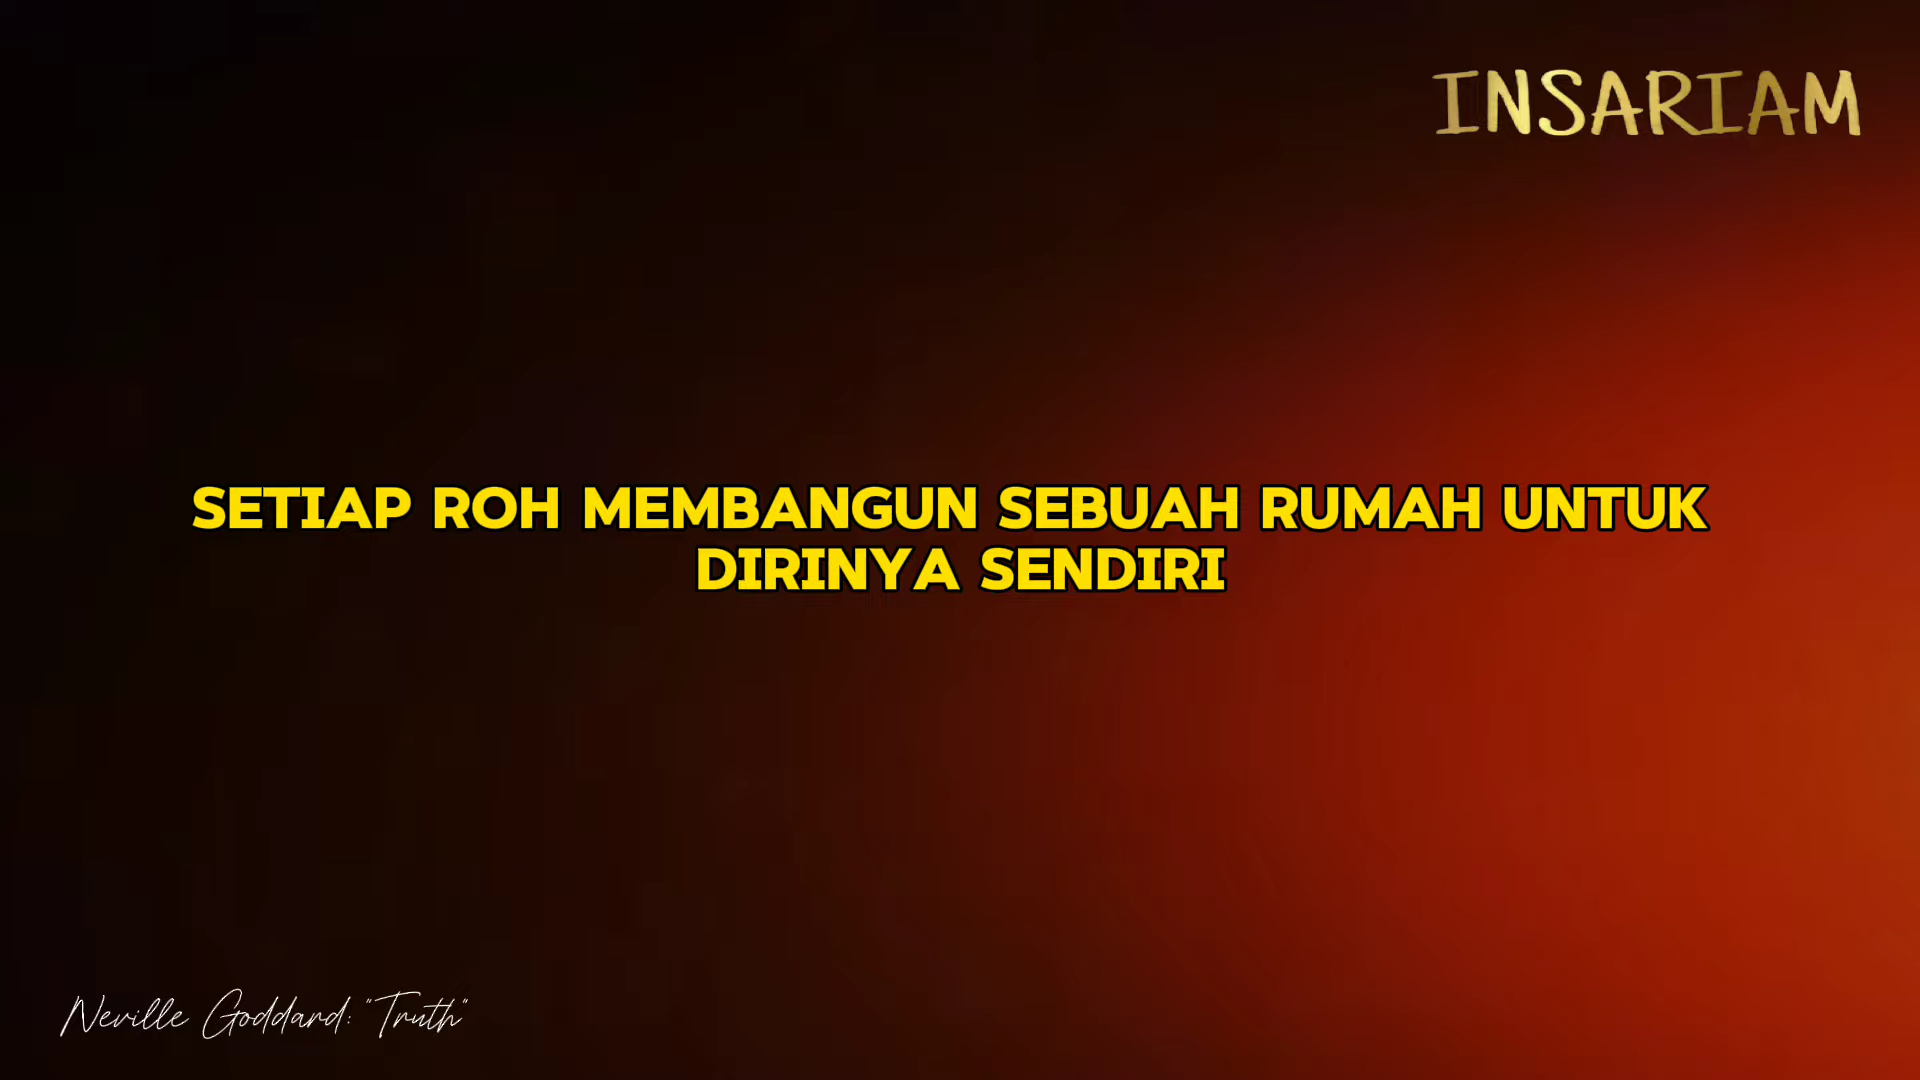 INSARIAM
SETIAP ROH MEMBANGUN SEBUAH RUMAH UNTUK
DIRINYA SENDIRI
Neville Goddard: "Truth"